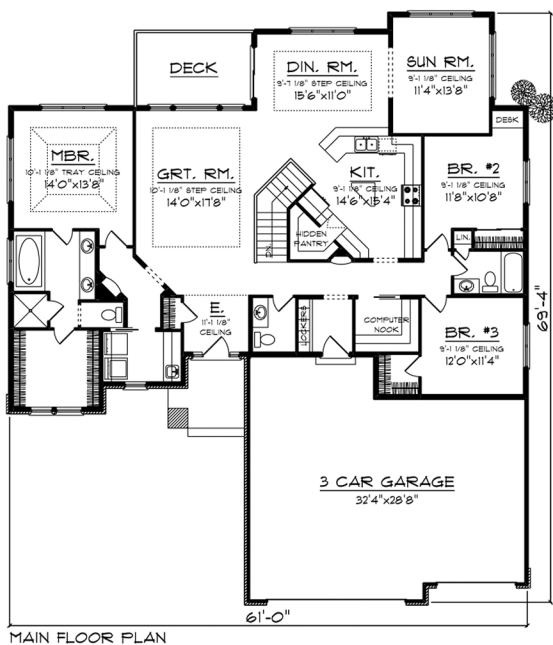 DECK
DIN. RM.
9'-7 1/8" STEP CEILING
15'6"x11'0"
SUN RM.
9'-1 1/8" CEILING
11'4"x13'8"
DESK
MBR.
10'-1 1/8" TRAY CEILING
14'0"x13'8"
GRT. RM.
10'-1 1/8" STEP CEILING
14'0"x17'8"
KIT.
9'-1 1/8" CEILING
14'6"x15'4"
BR. #2
9'-1 1/8" CEILING
11'8"x10'8"
HIDDEN
PANTRY
DN.
LIN.
E.
11'-1 1/8"
CEILING
LOCKERS
COMPUTER
NOOK
BR. #3
9'-1 1/8" CEILING
12'0"x11'4"
69'-4"
3 CAR GARAGE
32'4"x28'8"
61'-0"
MAIN FLOOR PLAN